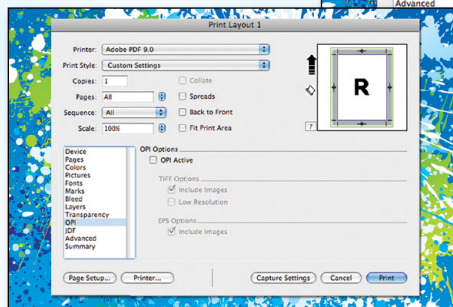 Advanced
Print Layout 1
Printer: Adobe PDF 9.0
Print Style: Custom Settings
Copies: 1
Collate
Pages: All
Spreads
Sequence: All
Back to Front
Scale: 100%
Fit Print Area
R
?
Device
Pages
Colors
Pictures
Fonts
Marks
Bleed
Layers
Transparency
OPI
JDF
Advanced
Summary
OPI Options
OPI Active
TIFF Options
Include Images
Low Resolution
EPS Options
Include Images
Page Setup... Printer... Capture Settings Cancel Print